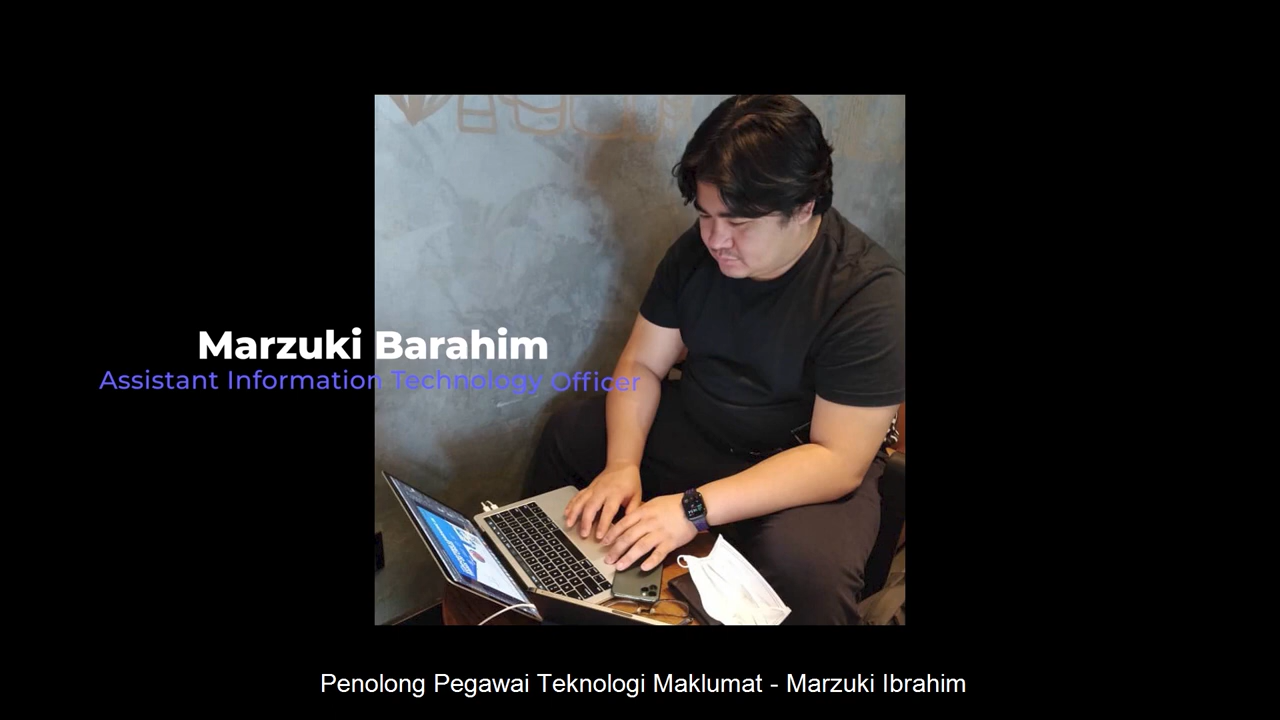 Marzuki Barahim
Assistant Information Technology Officer
Penolong Pegawai Teknologi Maklumat - Marzuki Ibrahim